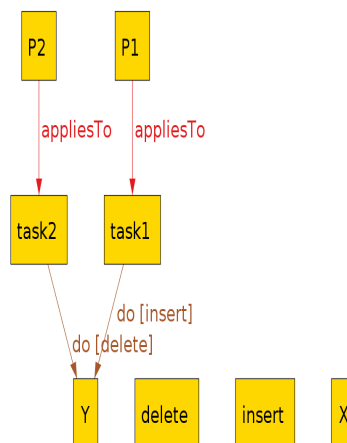 P2 P1
appliesTo appliesTo
task2 task1
do [insert]
do [delete]
Y delete insert X